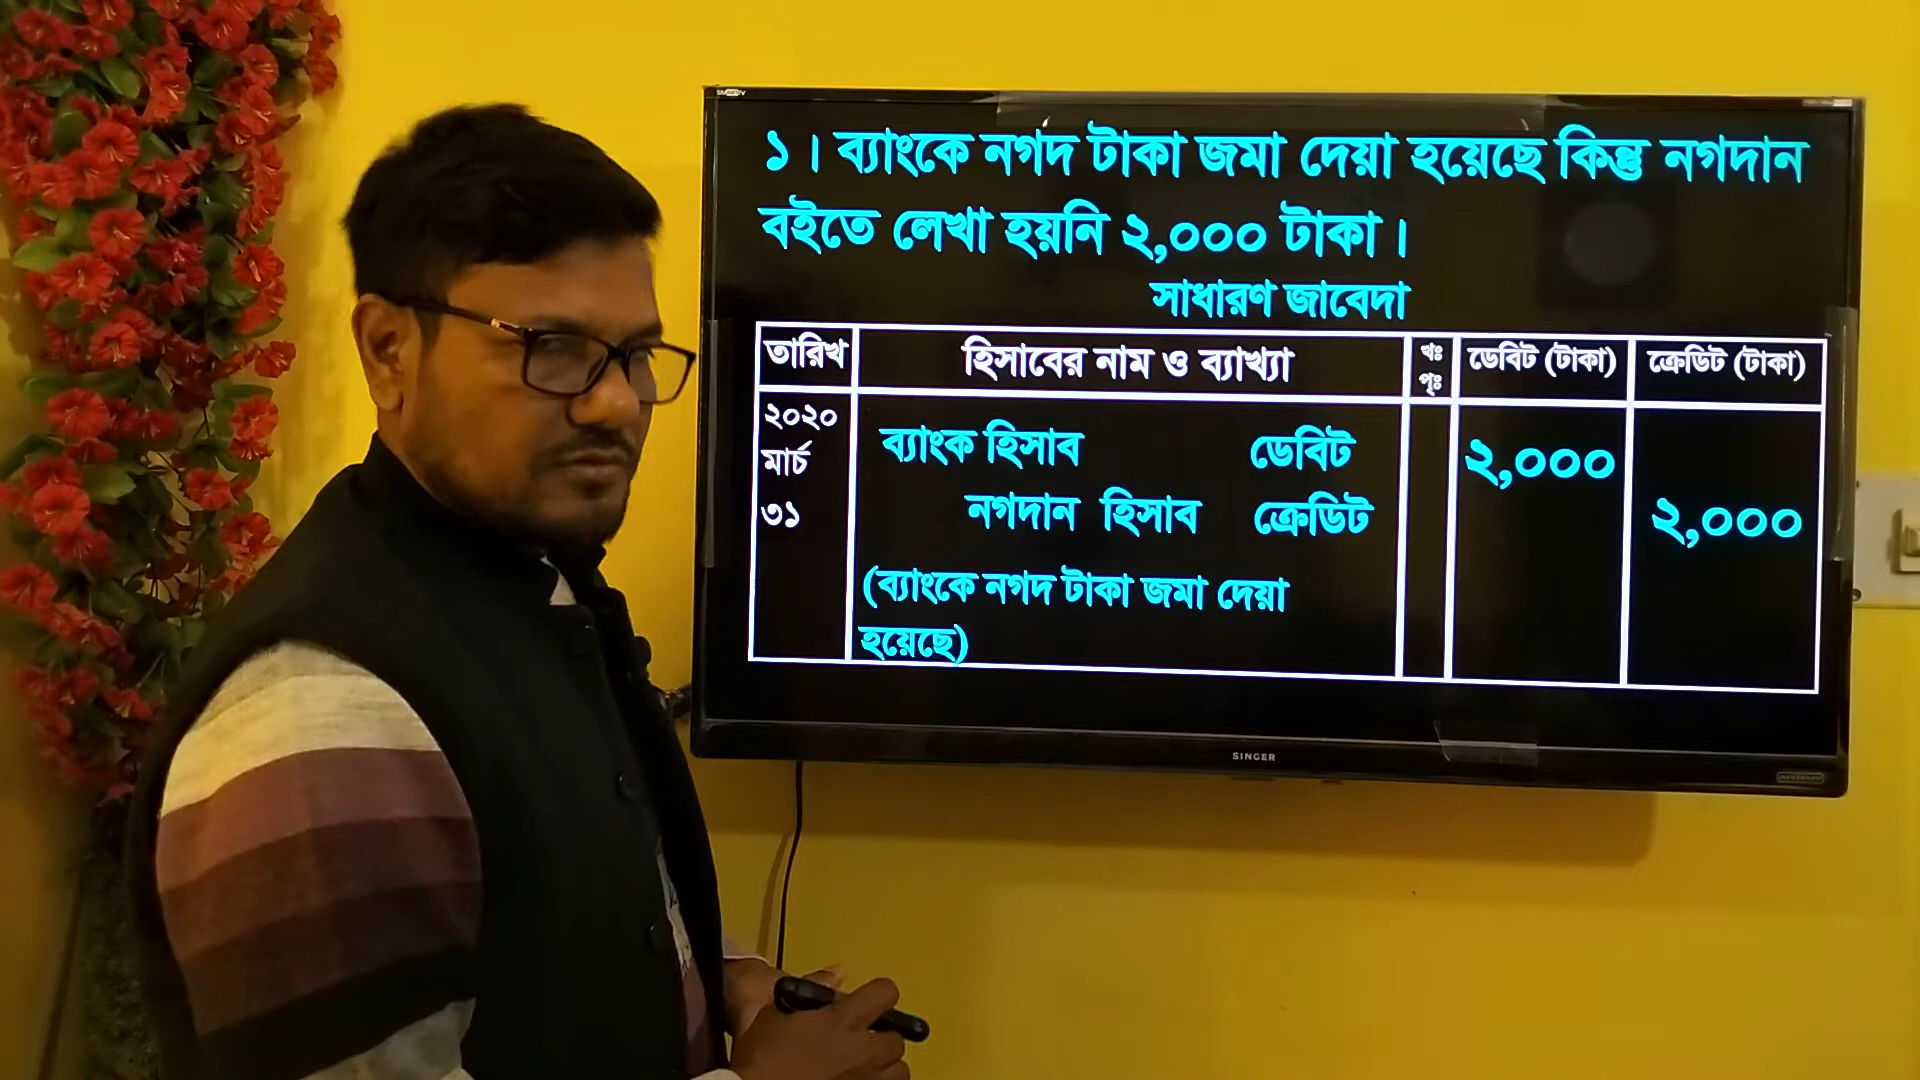 ১। ব্যাংকে নগদ টাকা জমা দেয়া হয়েছে কিন্তু নগদান
বইতে লেখা হয়নি ২,০০০ টাকা।
সাধারণ জাবেদা
তারিখ হিসাবের নাম ও ব্যাখ্যা খঃ পৃঃ ডেবিট (টাকা) ক্রেডিট (টাকা)
২০২০
মার্চ
৩১
ব্যাংক হিসাব ডেবিট ২,০০০
নগদান হিসাব ক্রেডিট ২,০০০
(ব্যাংকে নগদ টাকা জমা দেয়া
হয়েছে)
SINGER